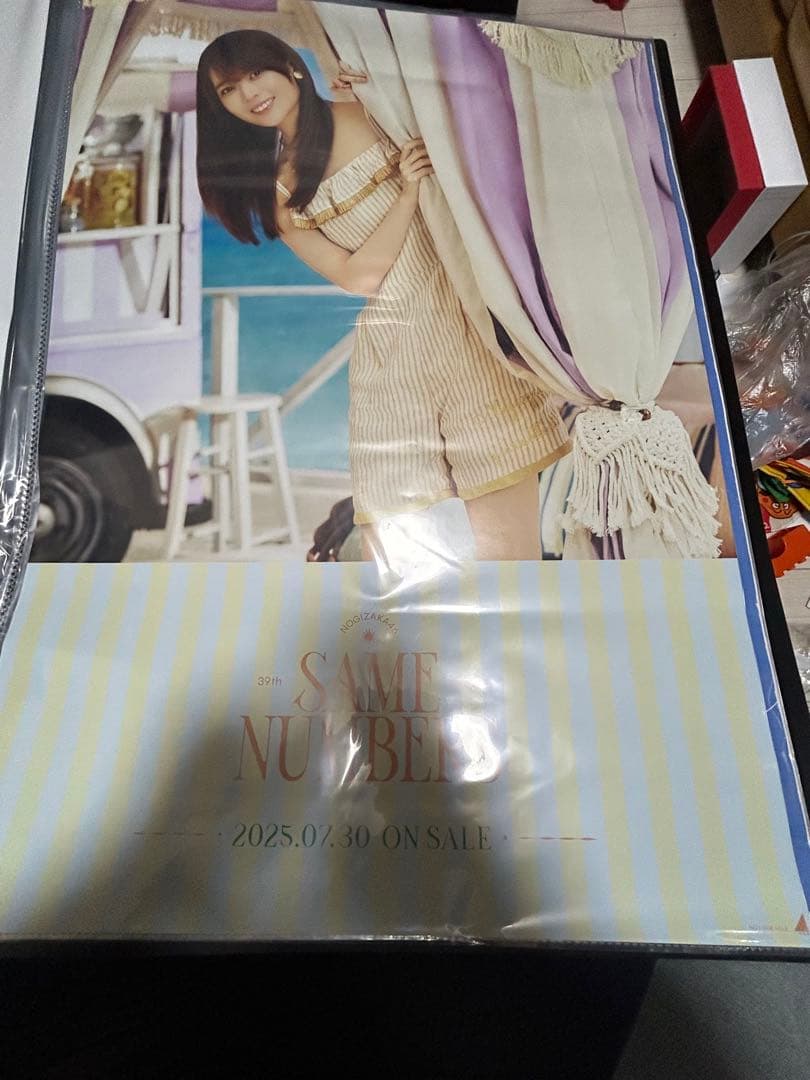 NOGIZAKA46
39th
SAME
NUMBERS
2025.07.30 ON SALE